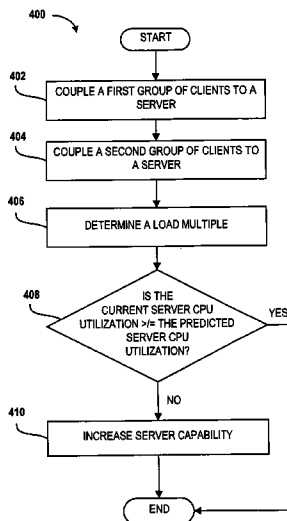 400
START
402
COUPLE A FIRST GROUP OF CLIENTS TO A
SERVER
404
COUPLE A SECOND GROUP OF CLIENTS TO
A SERVER
406
DETERMINE A LOAD MULTIPLE
408
IS THE
CURRENT SERVER CPU
UTILIZATION >/= THE PREDICTED
SERVER CPU
UTILIZATION?
YES
NO
410
INCREASE SERVER CAPABILITY
END